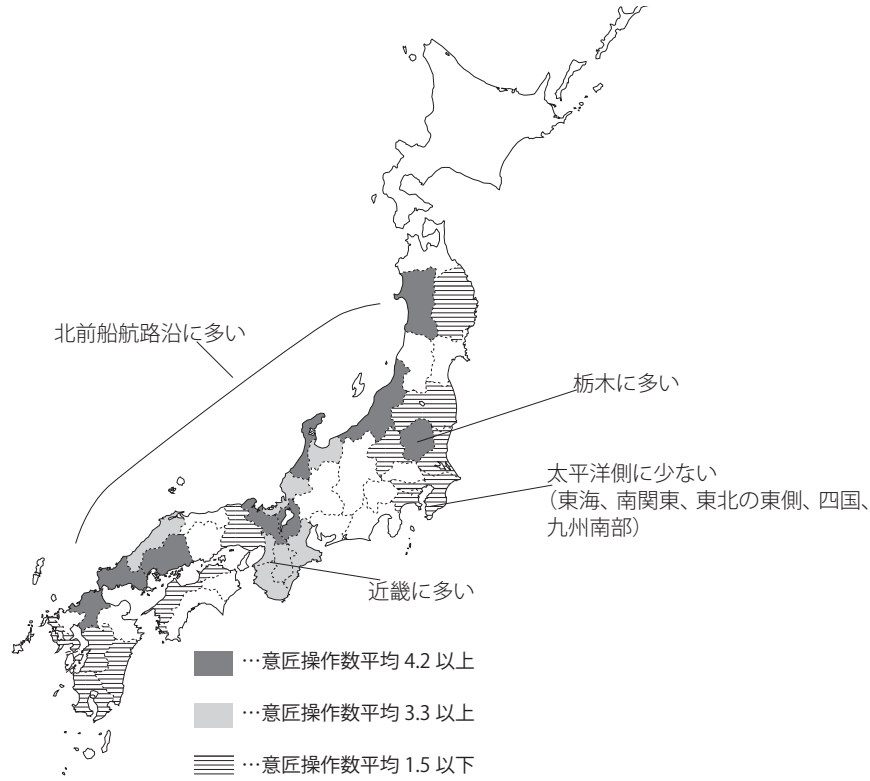 北前船航路沿に多い
栃木に多い
太平洋側に少ない
（東海、南関東、東北の東側、四国、
九州南部）
近畿に多い
…意匠操作数平均 4.2 以上
…意匠操作数平均 3.3 以上
…意匠操作数平均 1.5 以下